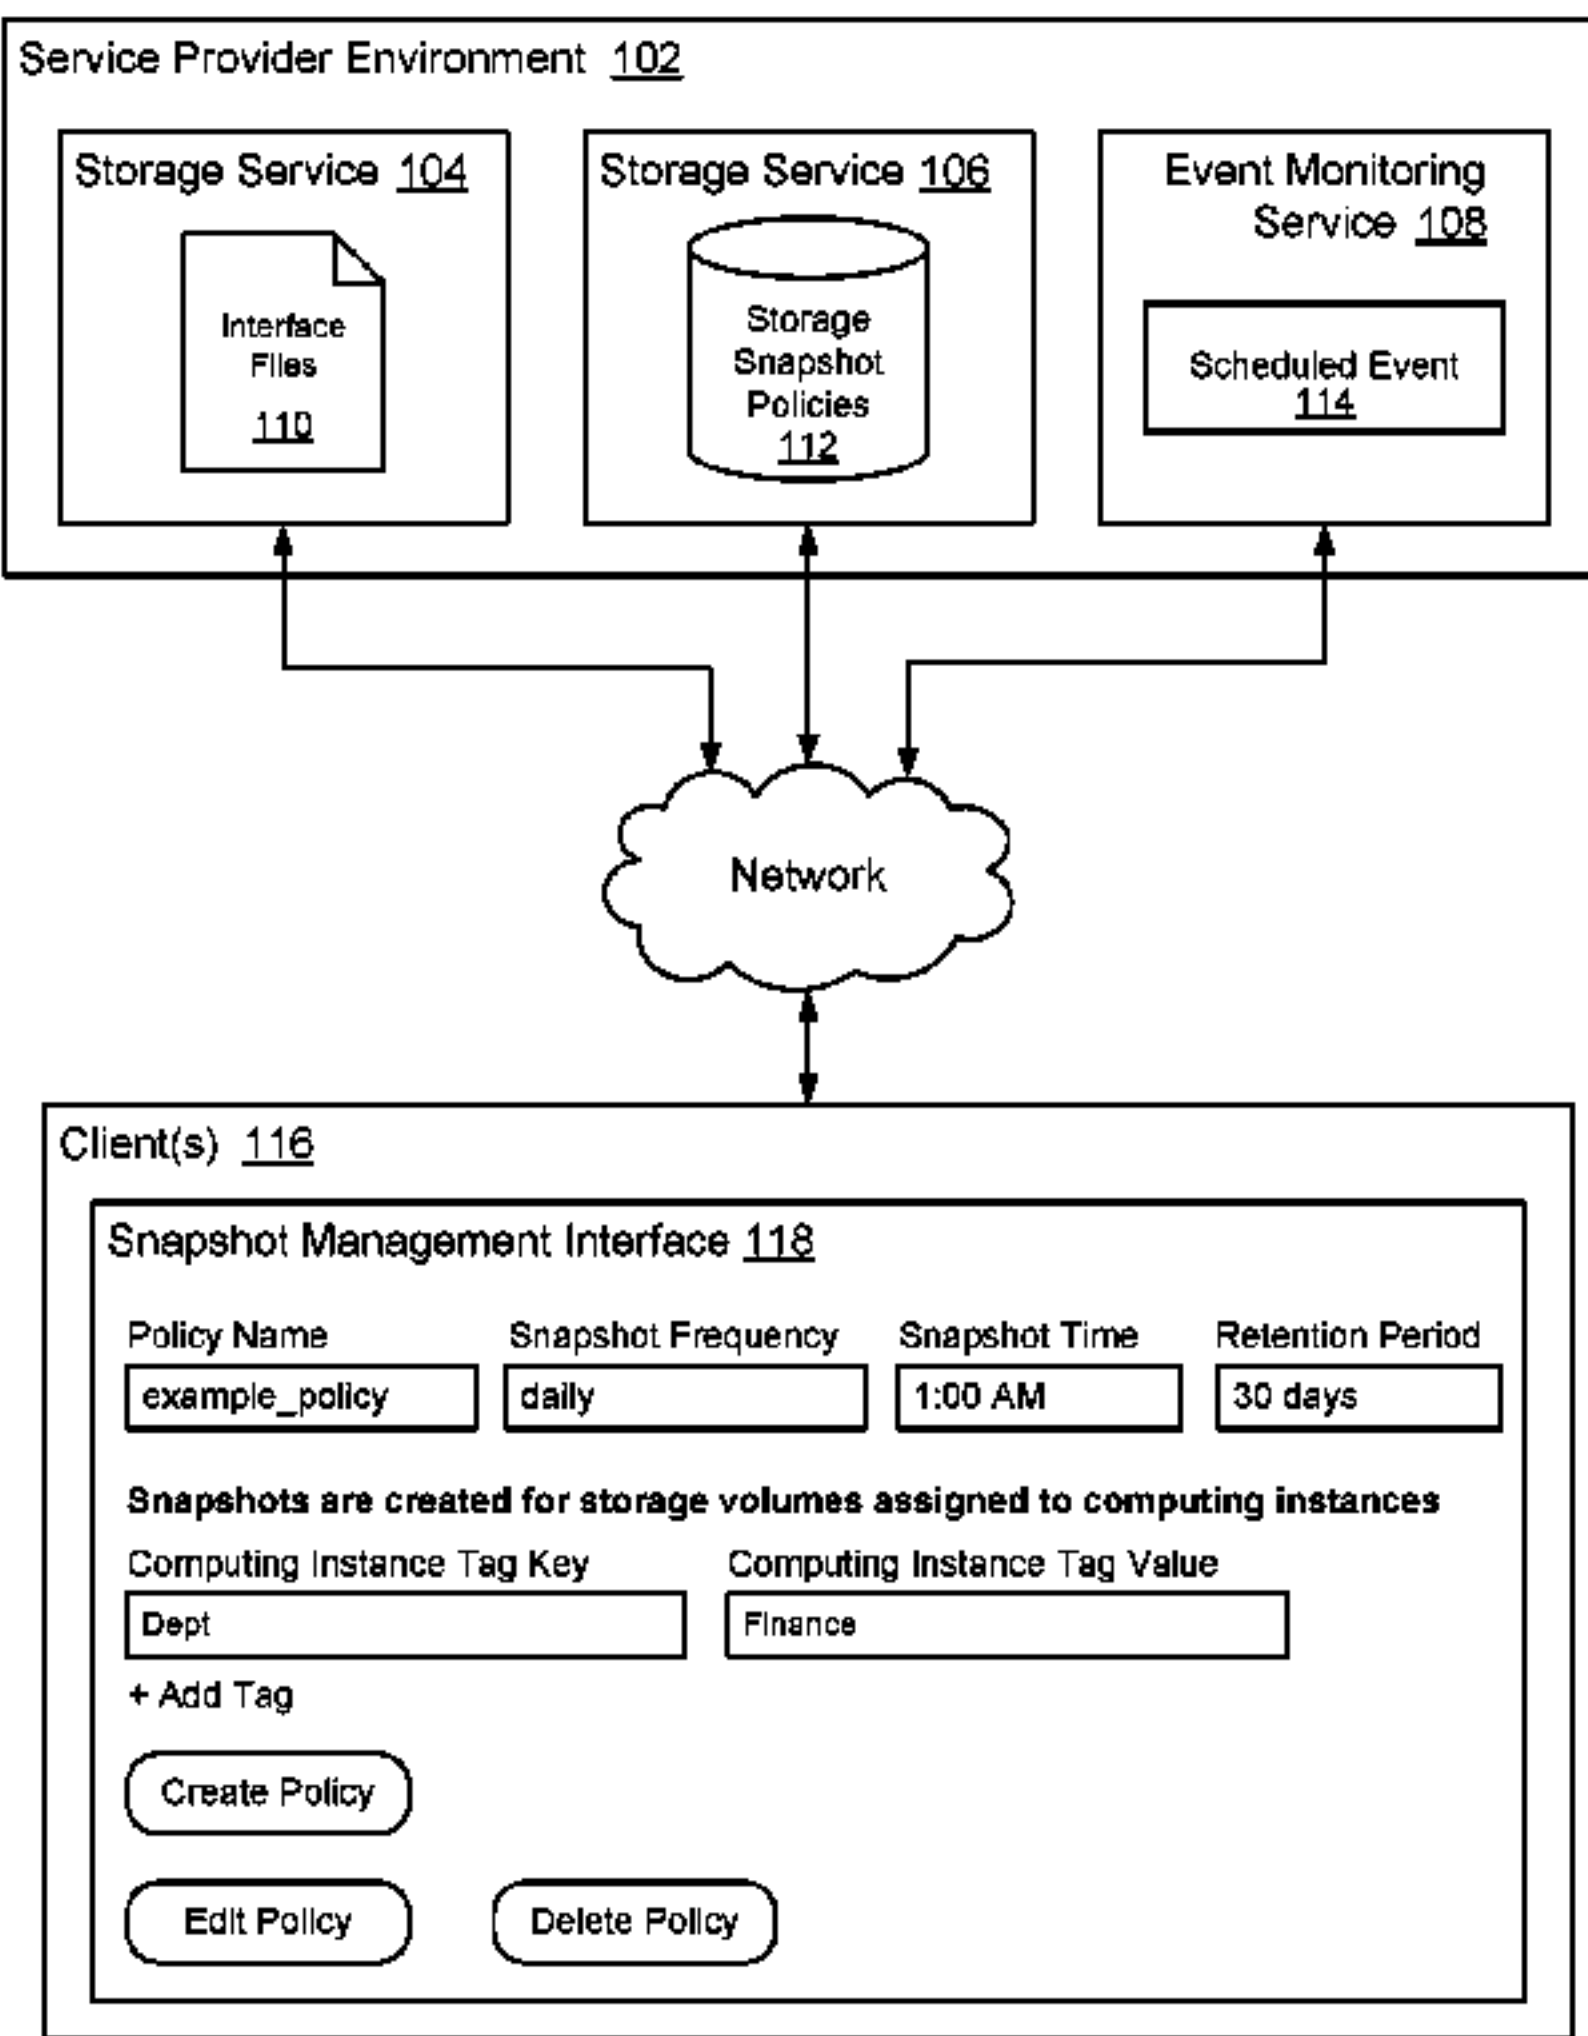 Service Provider Environment 102
Storage Service 104
Interface
Files
110
Storage Service 106
Storage
Snapshot
Policies
112
Event Monitoring
Service 108
Scheduled Event
114
Network
Client(s) 116
Snapshot Management Interface 118
Policy Name Snapshot Frequency Snapshot Time Retention Period
example_policy daily 1:00 AM 30 days
Snapshots are created for storage volumes assigned to computing instances
Computing Instance Tag Key Computing Instance Tag Value
Dept Finance
+ Add Tag
Create Policy
Edit Policy Delete Policy